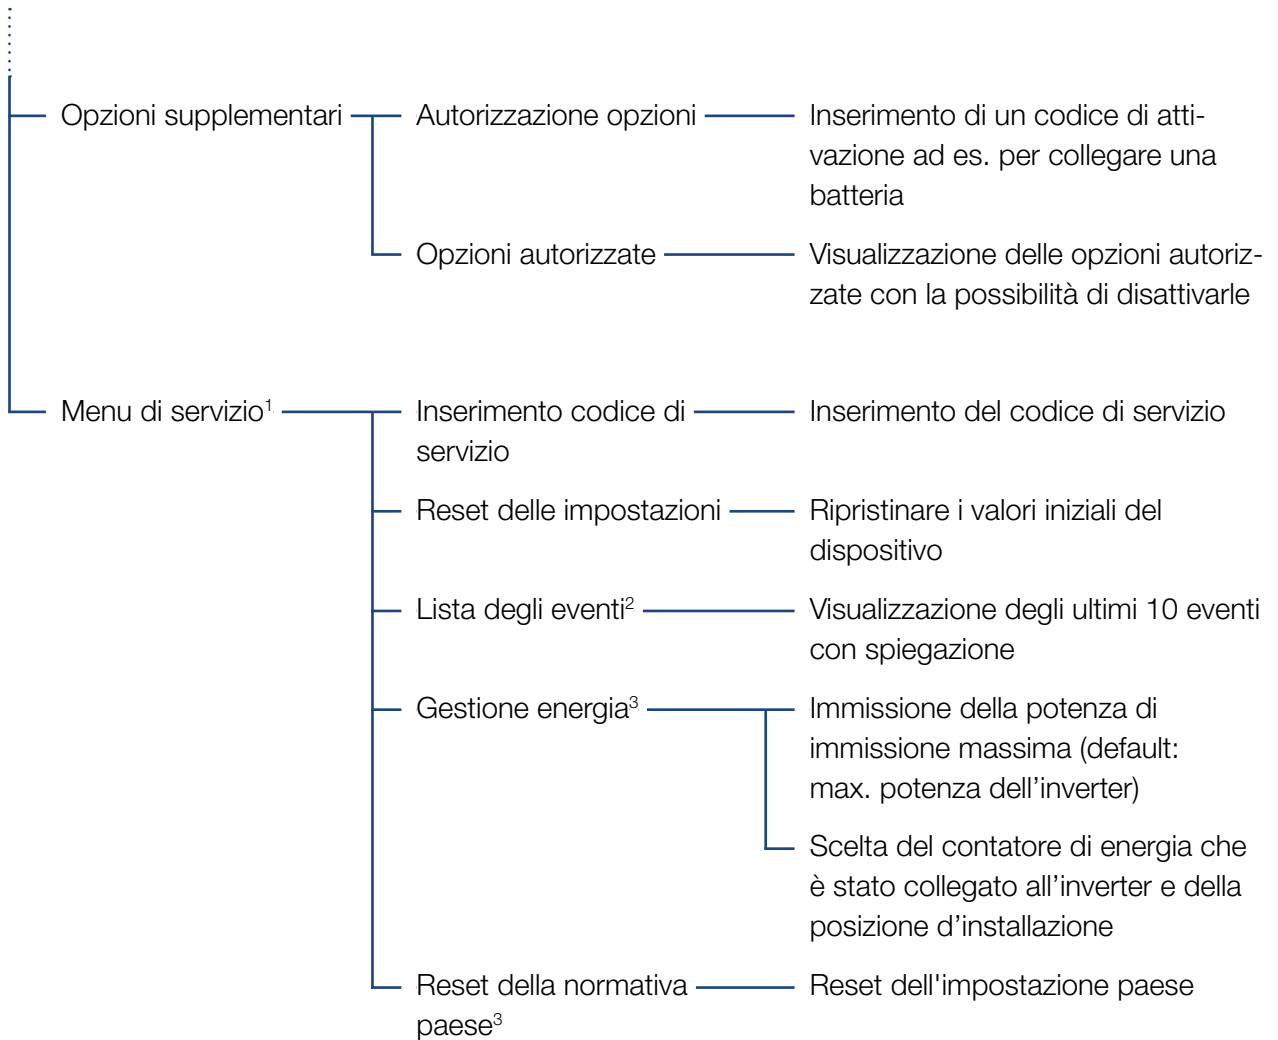 Opzioni supplementari
Autorizzazione opzioni
Inserimento di un codice di atti-
vazione ad es. per collegare una
batteria
Opzioni autorizzate
Visualizzazione delle opzioni autoriz-
zate con la possibilità di disattivarle
Menu di servizio¹
Inserimento codice di
servizio
Inserimento del codice di servizio
Reset delle impostazioni
Ripristinare i valori iniziali del
dispositivo
Lista degli eventi²
Visualizzazione degli ultimi 10 eventi
con spiegazione
Gestione energia³
Immissione della potenza di
immissione massima (default:
max. potenza dell’inverter)
Scelta del contatore di energia che
è stato collegato all’inverter e della
posizione d’installazione
Reset della normativa
paese³
Reset dell'impostazione paese